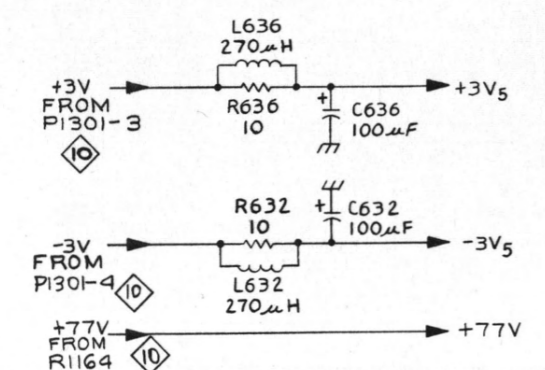 L636
270µH
+3V
FROM
P1301-3
10
R636
10
+
C636
100µF
+3V5
R632
10
+
C632
100µF
-3V
FROM
P1301-4
10
L632
270µH
-3V5
+77V
FROM
R1164
10
+77V